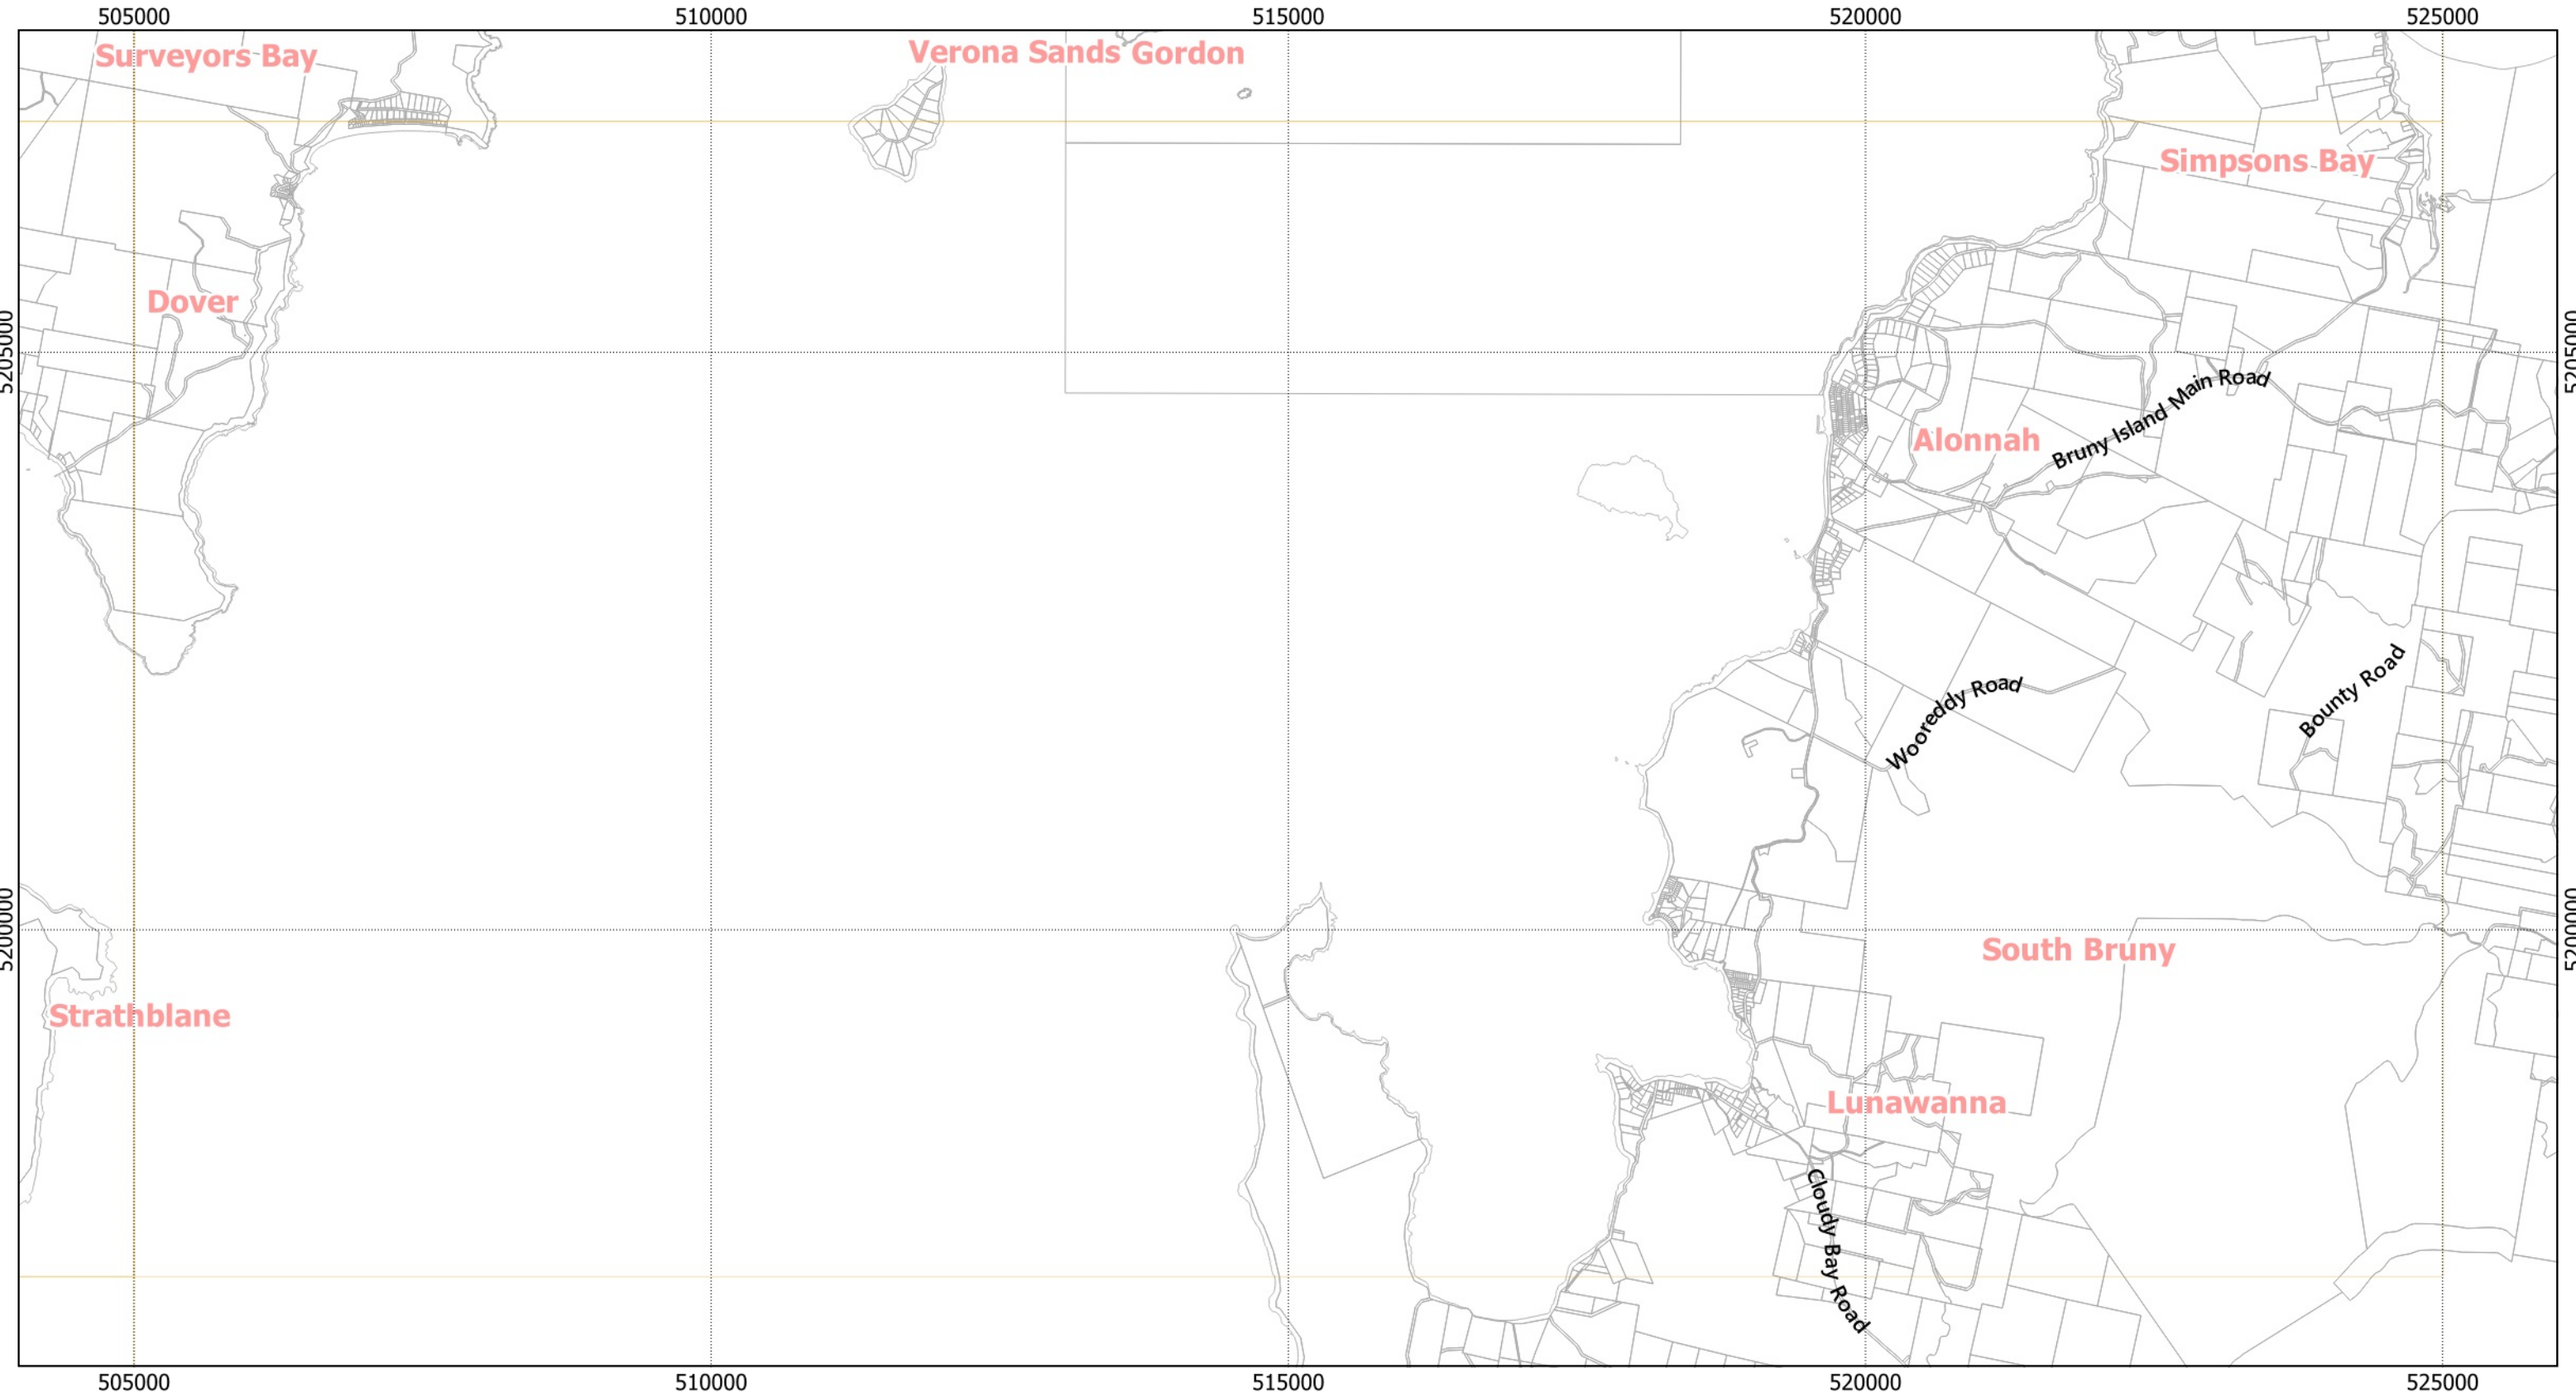 505000 510000 515000 520000 525000
Surveyors Bay
Verona Sands Gordon
Simpsons Bay
Dover
5205000
5205000
Bruny Island Main Road
Alonnah
Wooreddy Road
Bounty Road
5200000
5200000
South Bruny
Strathblane
Lunawanna
Cloudy Bay Road
505000 510000 515000 520000 525000